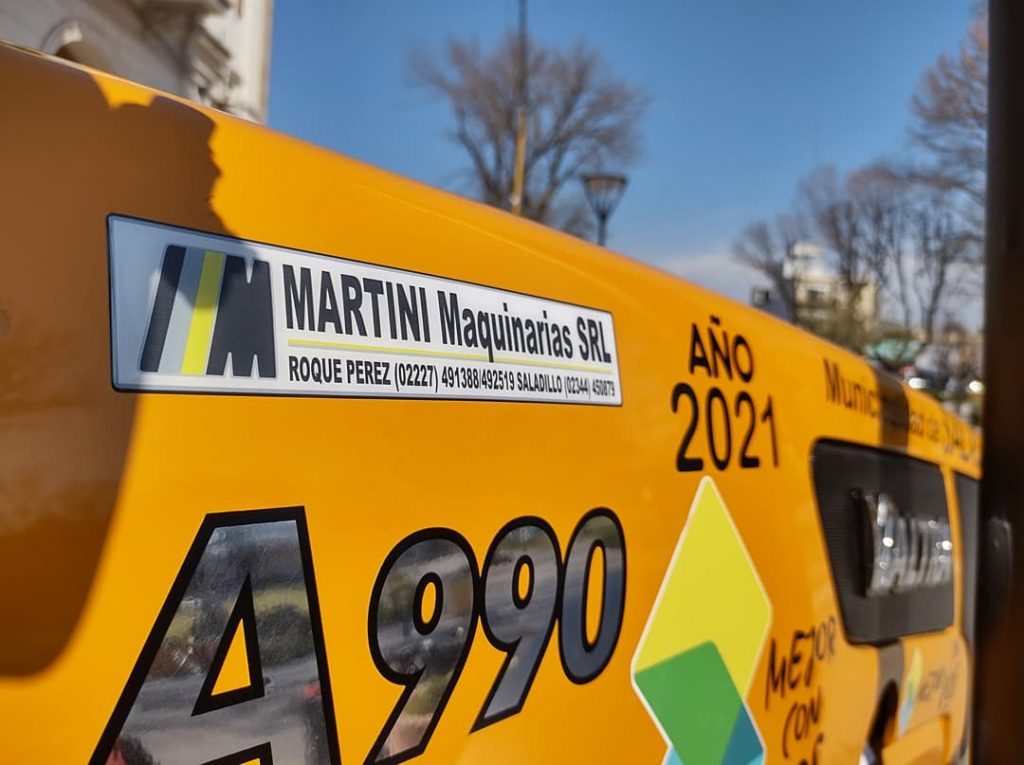 MARTINI Maquinarias SRL
ROQUE PEREZ (02227) 491388/492519 SALADILLO (02344) 450879
AÑO
2021
A990
MEJOR
CON